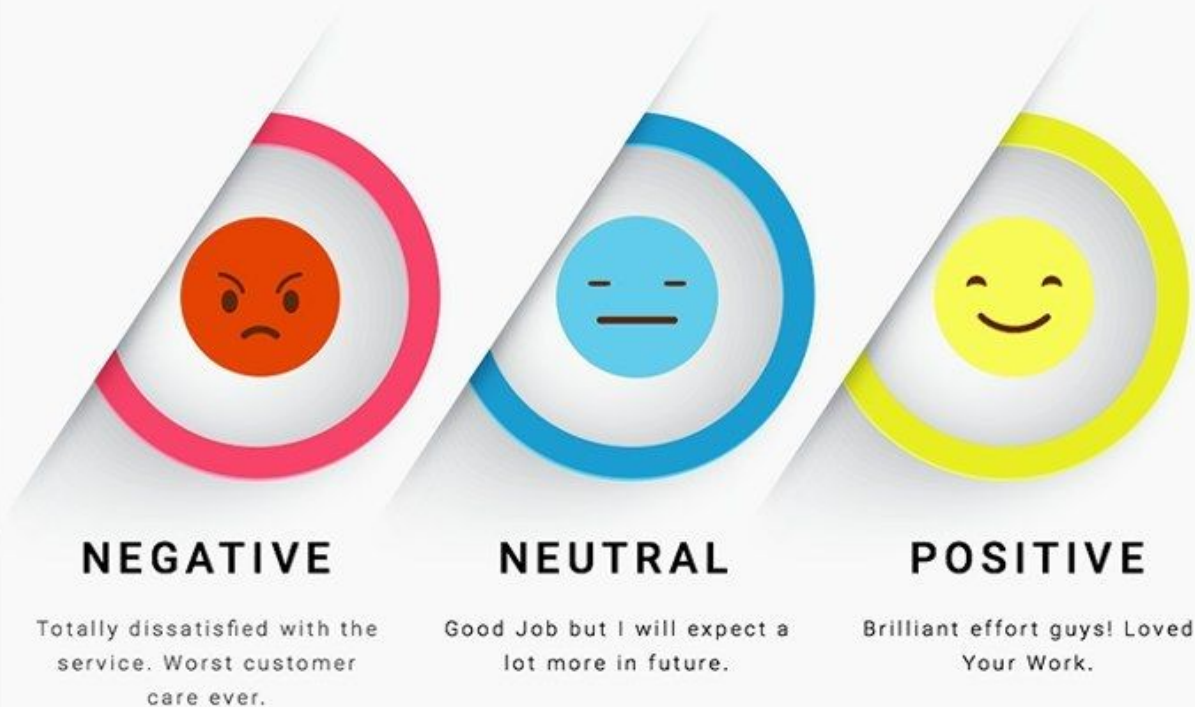 NEGATIVE
Totally dissatisfied with the
service. Worst customer
care ever.
NEUTRAL
Good Job but I will expect a
lot more in future.
POSITIVE
Brilliant effort guys! Loved
Your Work.